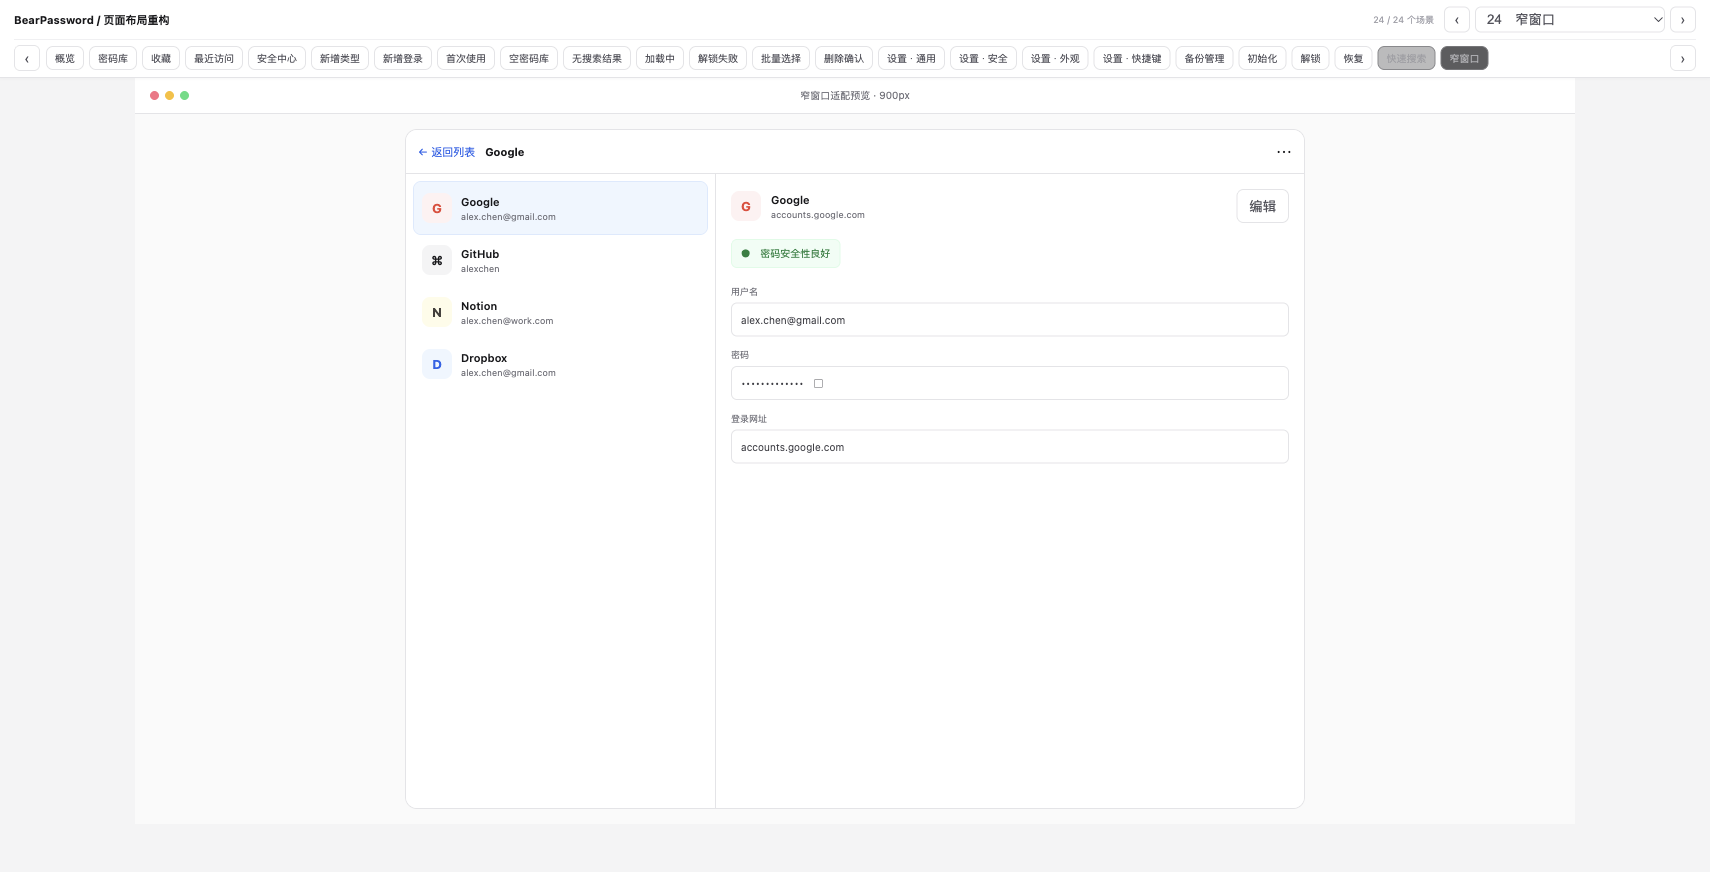 BearPassword / 页面布局重构
24 / 24 个场景
‹
24 窄窗口
›
‹ 概览 密码库 收藏 最近访问 安全中心 新增类型 新增登录 首次使用 空密码库 无搜索结果 加载中 解锁失败 批量选择 删除确认 设置 · 通用 设置 · 安全 设置 · 外观 设置 · 快捷键 备份管理 初始化 解锁 恢复 快速搜索 窄窗口 ›
窄窗口适配预览 · 900px
← 返回列表 Google ···
G Google
alex.chen@gmail.com
⌘ GitHub
alexchen
N Notion
alex.chen@work.com
D Dropbox
alex.chen@gmail.com
G Google
accounts.google.com
编辑
密码安全性良好
用户名
alex.chen@gmail.com
密码
•••••••••••••
登录网址
accounts.google.com